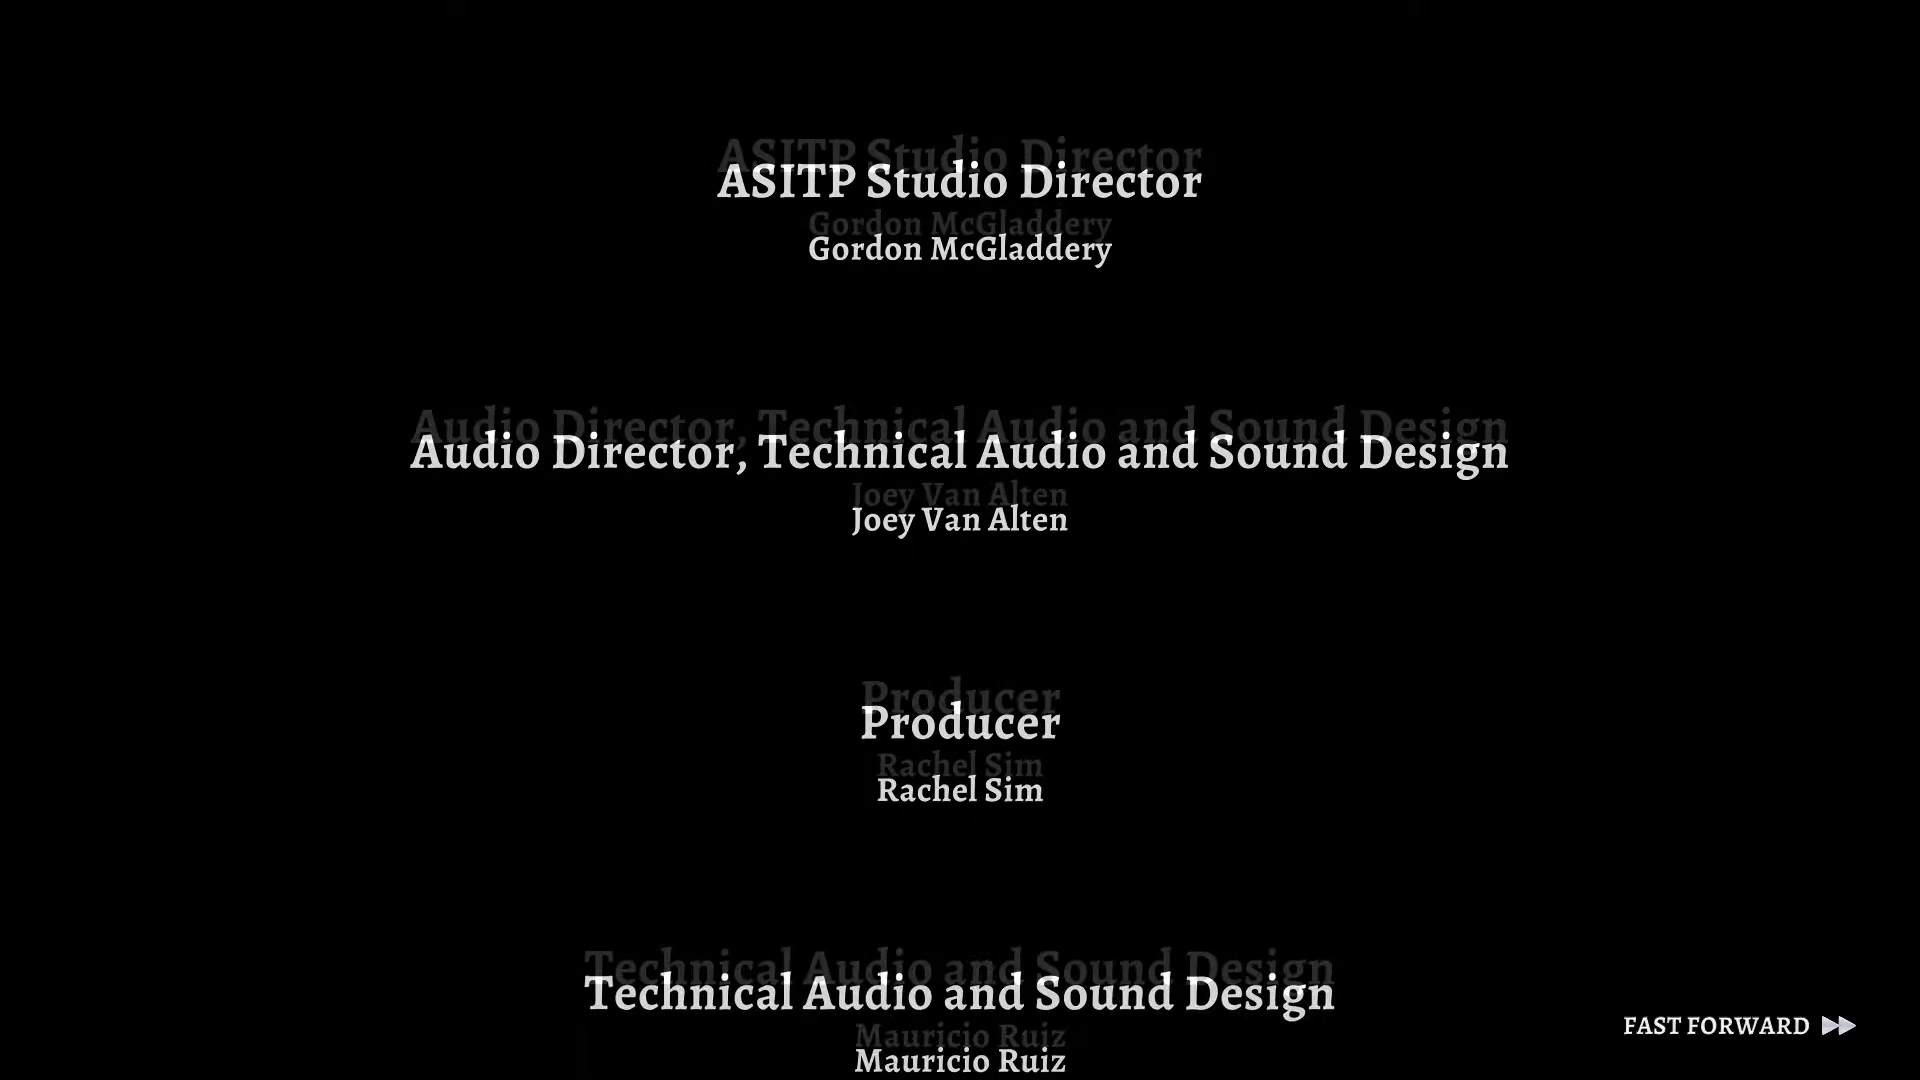 ASITP Studio Director
Gordon McGladdery
Audio Director, Technical Audio and Sound Design
Joey Van Alten
Producer
Rachel Sim
Technical Audio and Sound Design
Mauricio Ruiz
FAST FORWARD